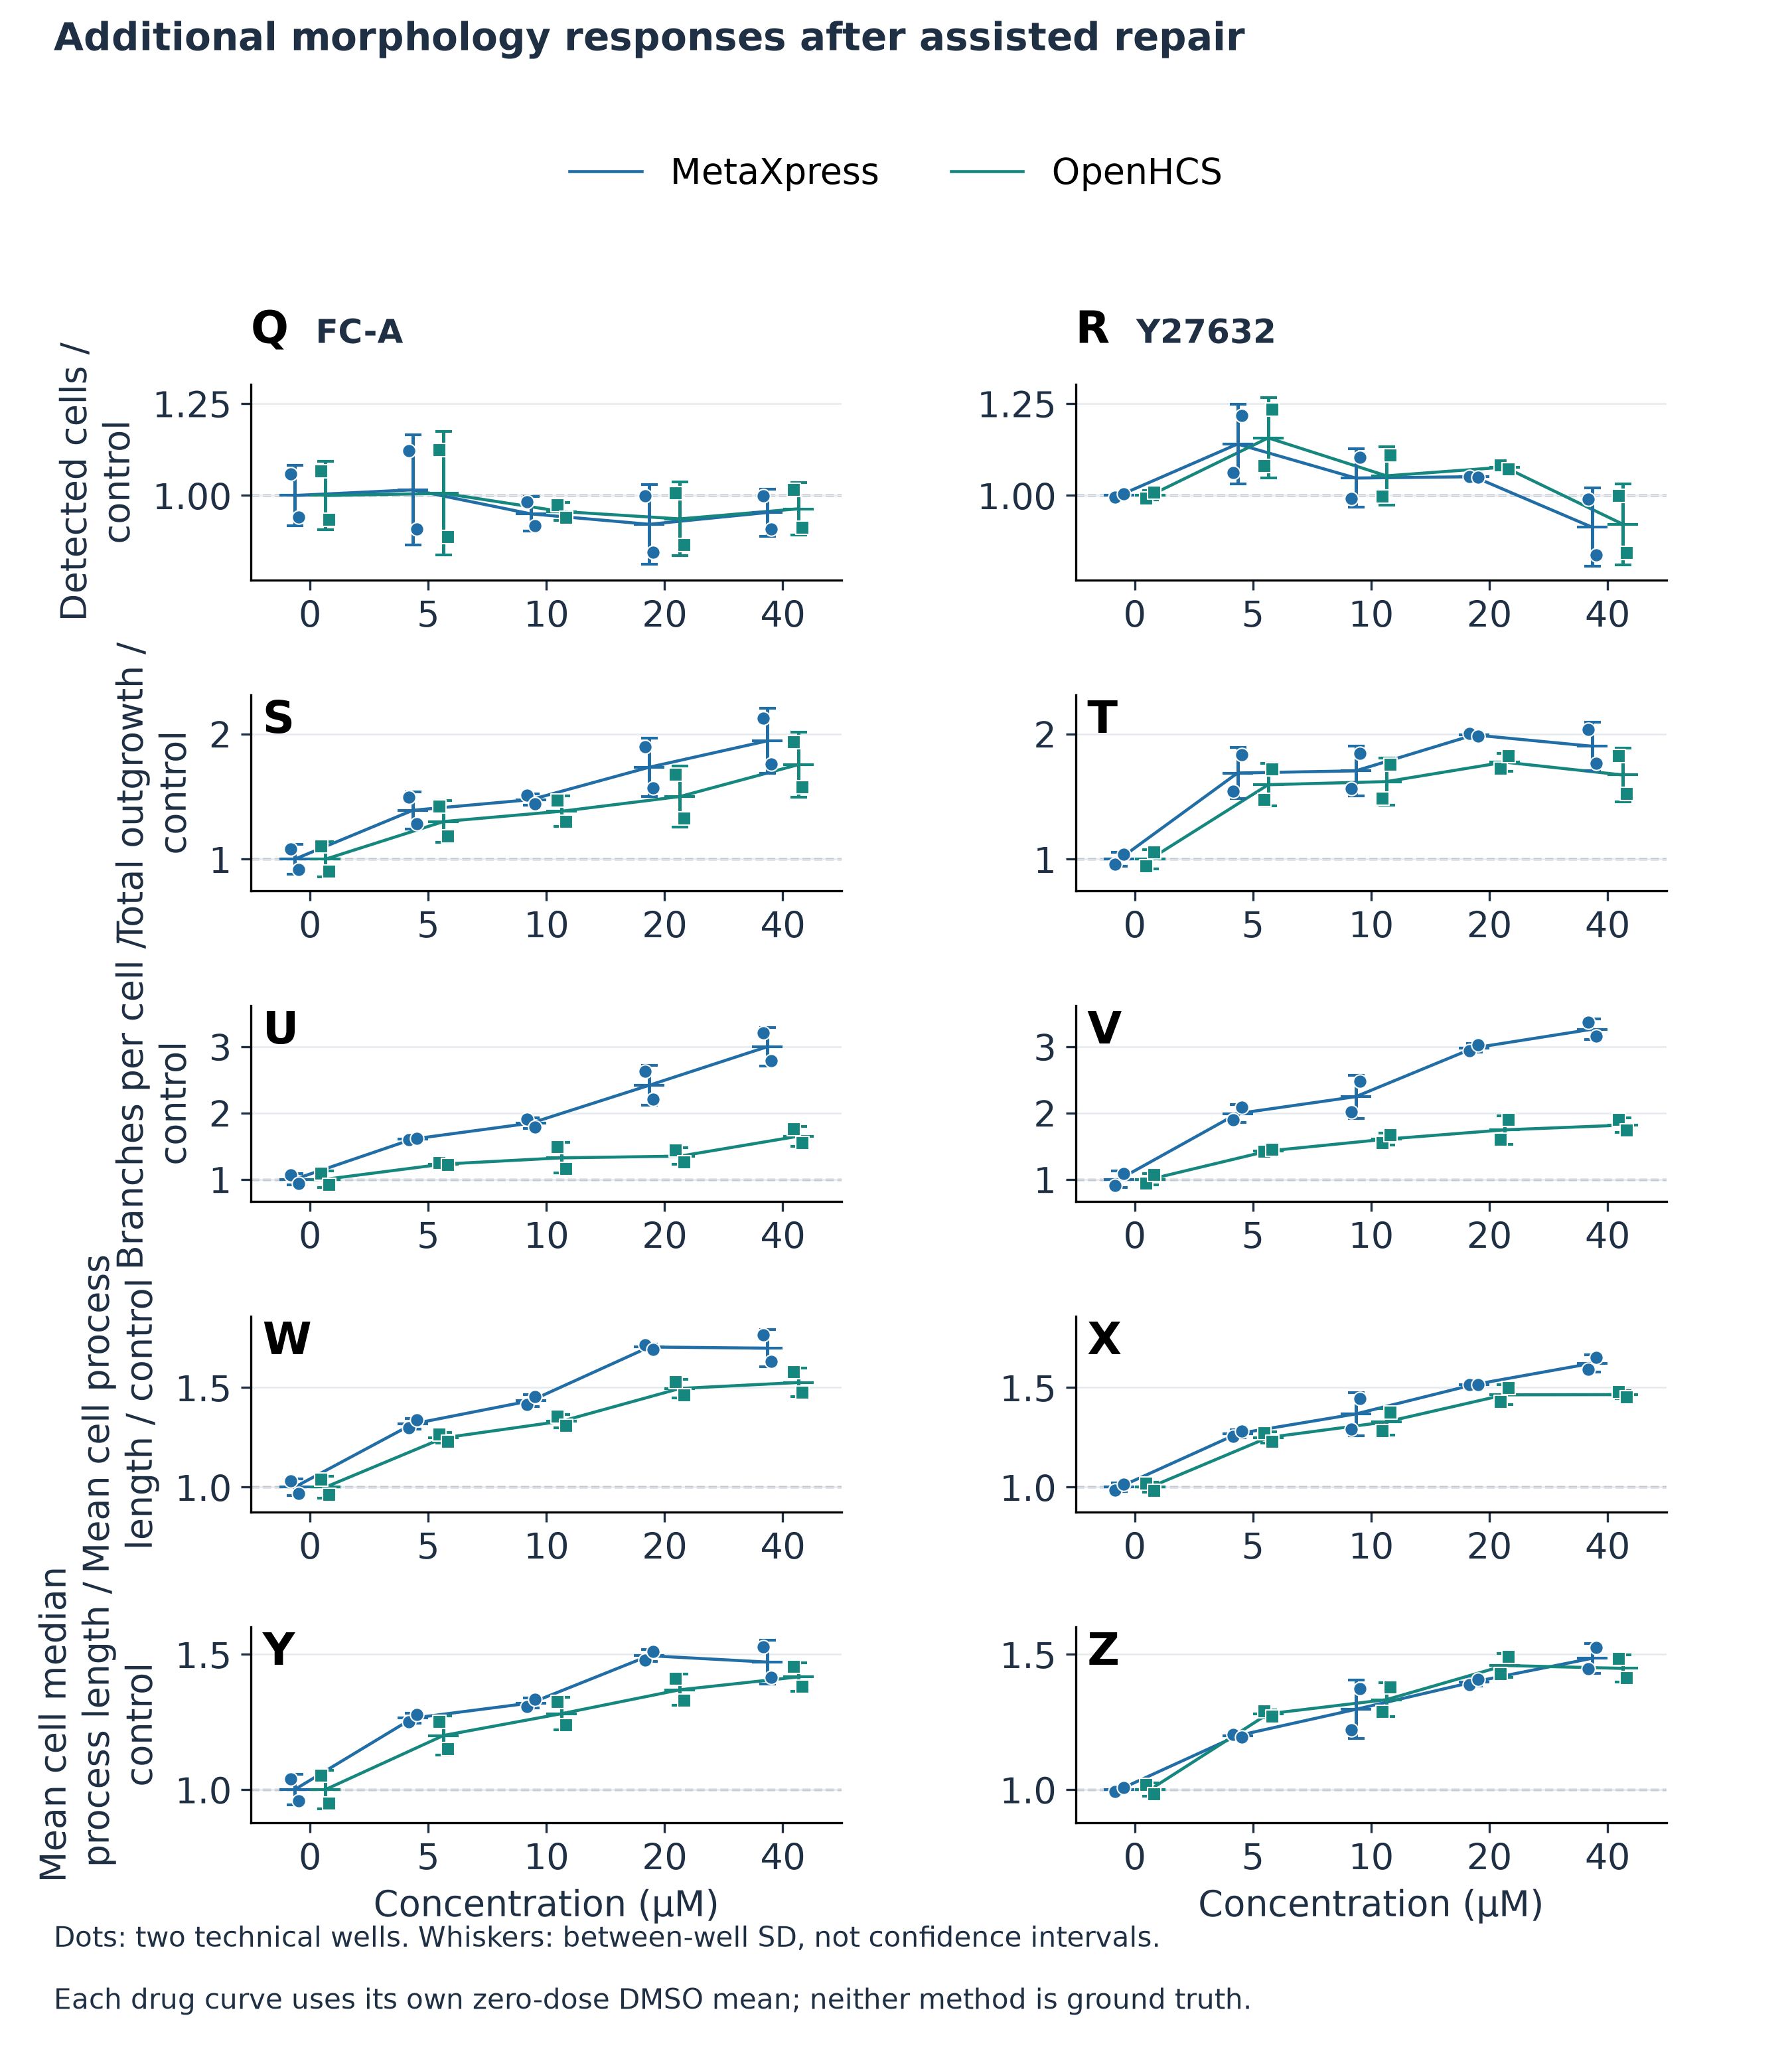 Additional morphology responses after assisted repair
MetaXpress
OpenHCS
Q FC-A
R Y27632
Detected cells /
control
1.25
1.00
0 5 10 20 40
1.25
1.00
0 5 10 20 40
Total outgrowth /
control
S
2
1
0 5 10 20 40
T
2
1
0 5 10 20 40
Branches per cell /
control
U
3
2
1
0 5 10 20 40
V
3
2
1
0 5 10 20 40
Mean cell process
length / control
W
1.5
1.0
0 5 10 20 40
X
1.5
1.0
0 5 10 20 40
Mean cell median
process length /
control
Y
1.5
1.0
0 5 10 20 40
Concentration (µM)
Z
1.5
1.0
0 5 10 20 40
Concentration (µM)
Dots: two technical wells. Whiskers: between-well SD, not confidence intervals.
Each drug curve uses its own zero-dose DMSO mean; neither method is ground truth.